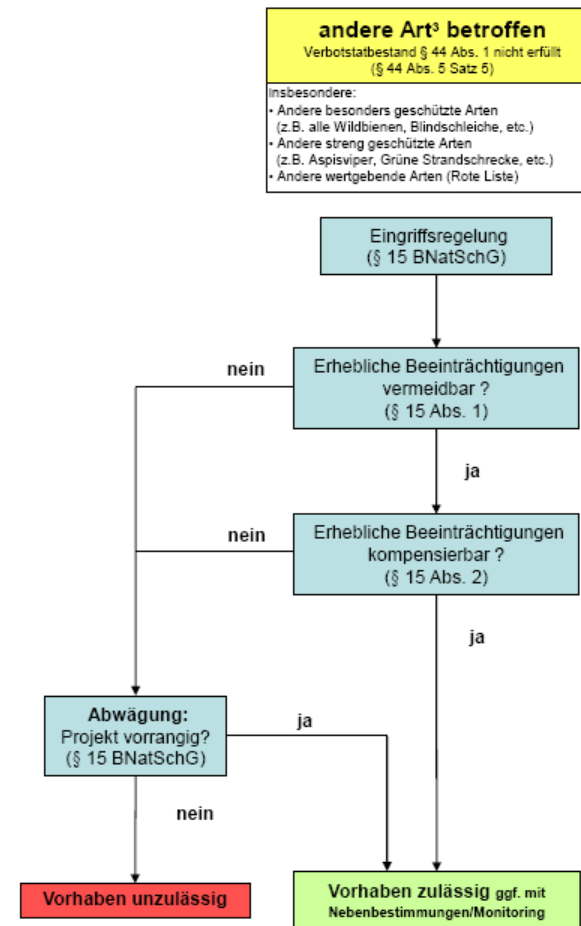 andere Art³ betroffen
Verbotstatbestand § 44 Abs. 1 nicht erfüllt
(§ 44 Abs. 5 Satz 5)
Insbesondere:
• Andere besonders geschützte Arten
(z.B. alle Wildbienen, Blindschleiche, etc.)
• Andere streng geschützte Arten
(z.B. Aspisviper, Grüne Strandschrecke, etc.)
• Andere wertgebende Arten (Rote Liste)
Eingriffsregelung
(§ 15 BNatSchG)
nein
Erhebliche Beeinträchtigungen
vermeidbar ?
(§ 15 Abs. 1)
ja
nein
Erhebliche Beeinträchtigungen
kompensierbar ?
(§ 15 Abs. 2)
ja
Abwägung:
Projekt vorrangig?
(§ 15 BNatSchG)
ja
nein
Vorhaben unzulässig
Vorhaben zulässig ggf. mit
Nebenbestimmungen/Monitoring